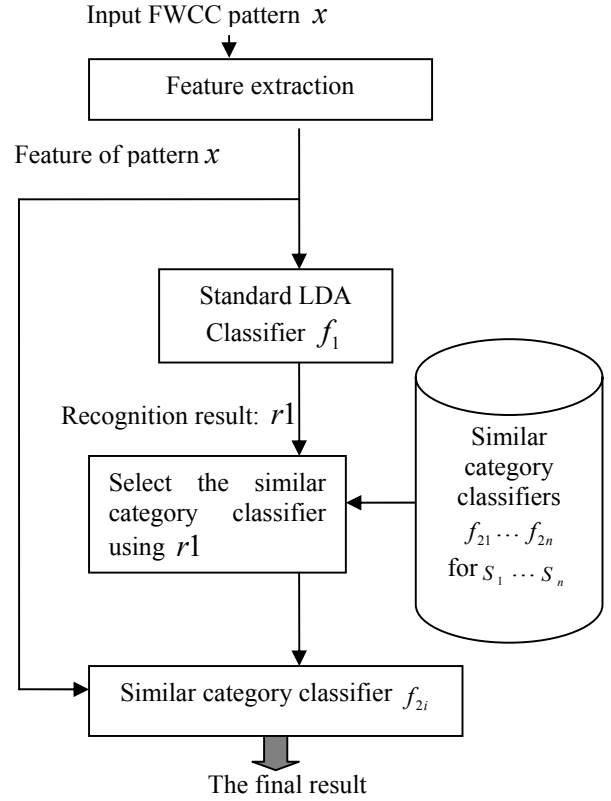 Input FWCC pattern x
Feature extraction
Feature of pattern x
Standard LDA
Classifier f₁
Recognition result: r1
Select the similar
category classifier
using r1
Similar
category
classifiers
f₂₁ … f₂ₙ
for S₁ … Sₙ
Similar category classifier f₂ᵢ
The final result